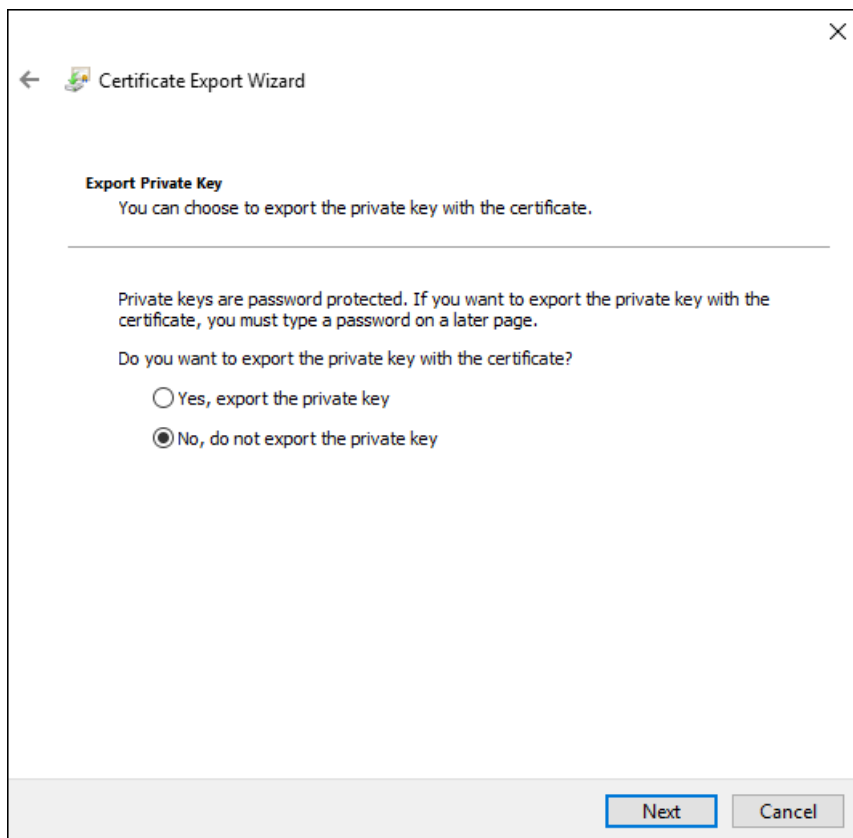 Certificate Export Wizard
Export Private Key
You can choose to export the private key with the certificate.
Private keys are password protected. If you want to export the private key with the
certificate, you must type a password on a later page.
Do you want to export the private key with the certificate?
Yes, export the private key
No, do not export the private key
Next
Cancel